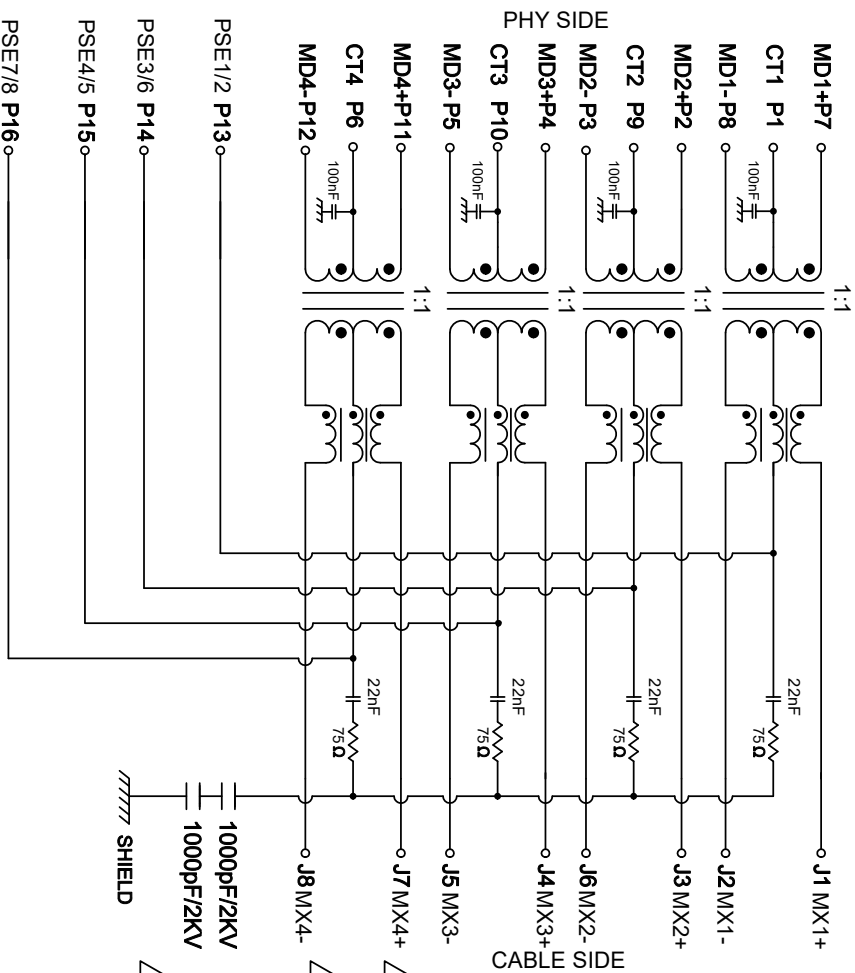 PHY SIDE
MD1+P7
CT1 P1
MD1- P8
MD2+P2
CT2 P9
MD2- P3
MD3+P4
CT3 P10
MD3- P5
MD4+P11
CT4 P6
MD4-P12
PSE1/2 P13
PSE3/6 P14
PSE4/5 P15
PSE7/8 P16
100nF
100nF
100nF
100nF
1:1
1:1
1:1
1:1
22nF
75Ω
22nF
75Ω
22nF
75Ω
22nF
75Ω
J1 MX1+
J2 MX1-
J3 MX2+
J6 MX2-
J4 MX3+
J5 MX3-
J7 MX4+
J8 MX4-
1000pF/2KV
1000pF/2KV
SHIELD
CABLE SIDE